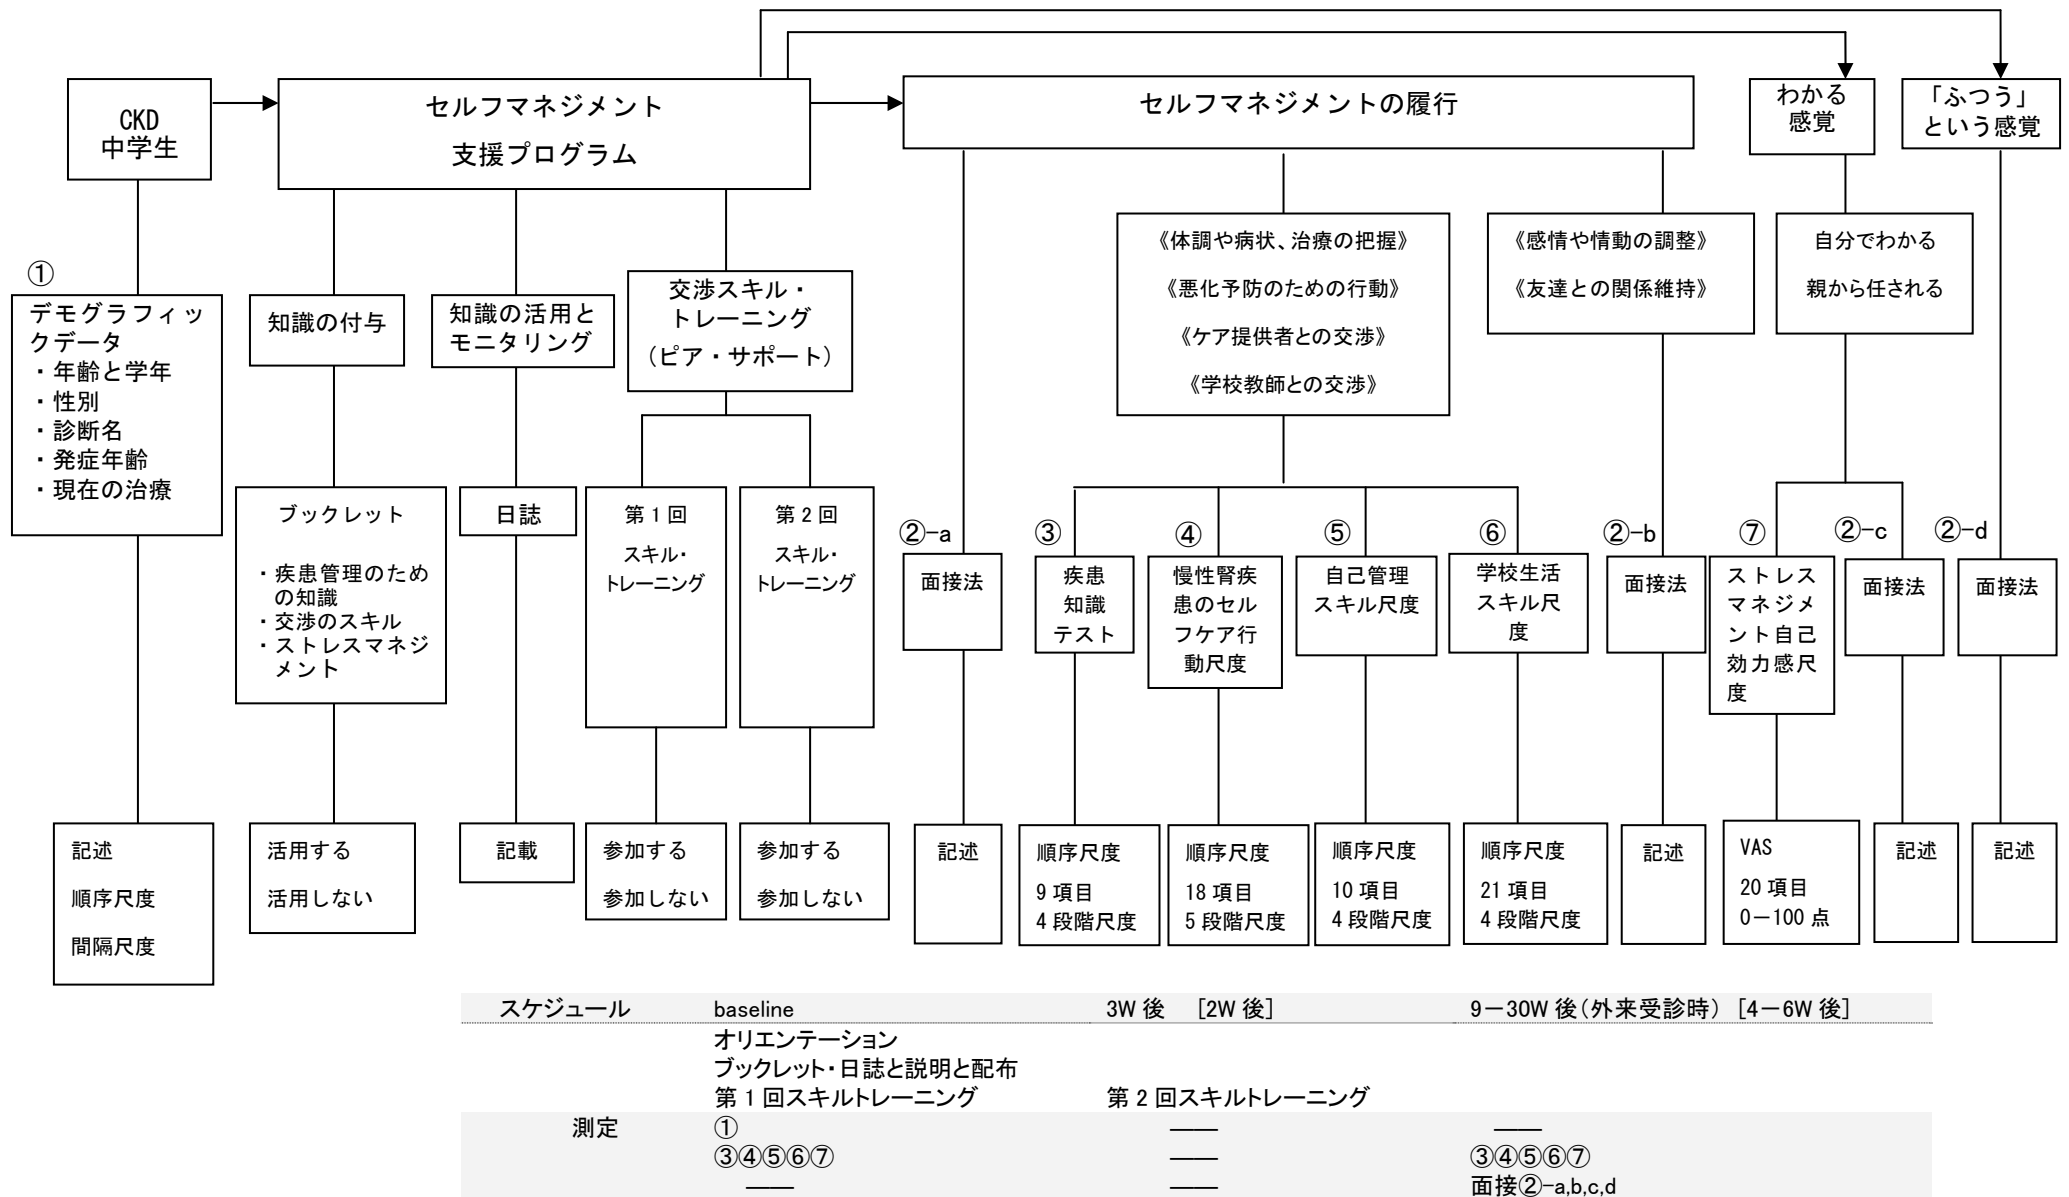 CKD
中学生
セルフマネジメント
支援プログラム
セルフマネジメントの履行
わかる
感覚
「ふつう」
という感覚
①
デモグラフィッ
クデータ
・年齢と学年
・性別
・診断名
・発症年齢
・現在の治療
知識の付与
知識の活用と
モニタリング
交渉スキル・
トレーニング
（ピア・サポート）
《体調や病状、治療の把握》
《悪化予防のための行動》
《ケア提供者との交渉》
《学校教師との交渉》
《感情や情動の調整》
《友達との関係維持》
自分でわかる
親から任される
ブックレット
・疾患管理のため
の知識
・交渉のスキル
・ストレスマネジ
メント
日誌
第1回
スキル・
トレーニング
第2回
スキル・
トレーニング
②-a
面接法
③
疾患
知識
テスト
④
慢性腎疾
患のセル
フケア行
動尺度
⑤
自己管理
スキル尺度
⑥
学校生活
スキル尺
度
②-b
面接法
⑦
ストレス
マネジメ
ント自己
効力感尺
度
②-c
面接法
②-d
面接法
記述
順序尺度
間隔尺度
活用する
活用しない
記載
参加する
参加しない
参加する
参加しない
記述
順序尺度
9 項目
4 段階尺度
順序尺度
18 項目
5 段階尺度
順序尺度
10 項目
4 段階尺度
順序尺度
21 項目
4 段階尺度
記述
VAS
20 項目
0－100 点
記述
記述
スケジュール baseline 3W 後 [2W 後] 9－30W 後（外来受診時） [4－6W 後]
オリエンテーション
ブックレット・日誌と説明と配布
第 1 回スキルトレーニング 第 2 回スキルトレーニング
測定 ① —— ——
③④⑤⑥⑦ —— ③④⑤⑥⑦
—— —— 面接②-a,b,c,d